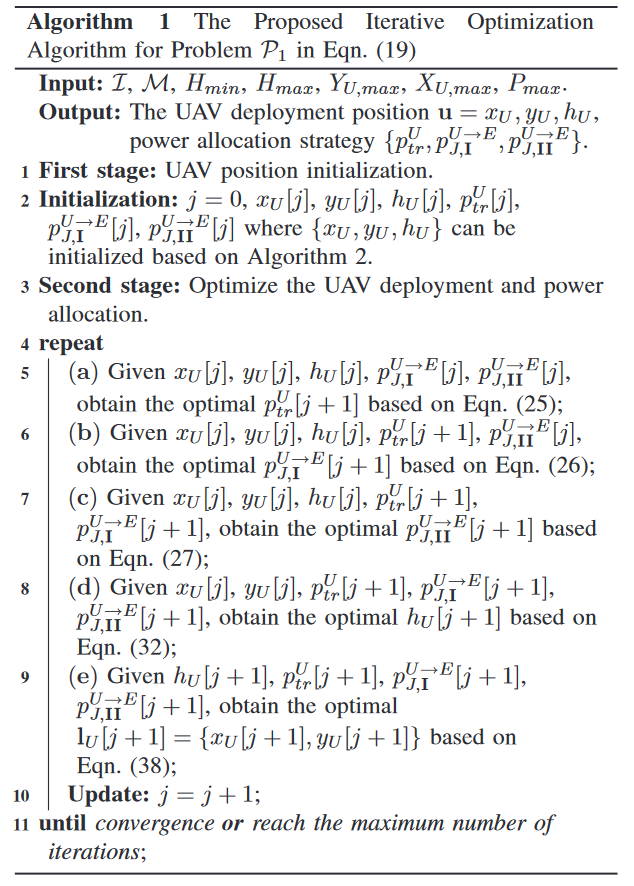 Algorithm 1 The Proposed Iterative Optimization
Algorithm for Problem $\mathcal{P}_1$ in Eqn. (19)
Input: $\mathcal{I}$, $\mathcal{M}$, $H_{min}$, $H_{max}$, $Y_{U,max}$, $X_{U,max}$, $P_{max}$.
Output: The UAV deployment position $\mathbf{u} = x_U, y_U, h_U$,
power allocation strategy $\{p_{tr}^U, p_{J,\mathbf{I}}^{U \to E}, p_{J,\mathbf{II}}^{U \to E}\}$.
1 First stage: UAV position initialization.
2 Initialization: $j = 0$, $x_U[j]$, $y_U[j]$, $h_U[j]$, $p_{tr}^U[j]$,
$p_{J,\mathbf{I}}^{U \to E}[j]$, $p_{J,\mathbf{II}}^{U \to E}[j]$ where $\{x_U, y_U, h_U\}$ can be
initialized based on Algorithm 2.
3 Second stage: Optimize the UAV deployment and power
allocation.
4 repeat
5 (a) Given $x_U[j]$, $y_U[j]$, $h_U[j]$, $p_{J,\mathbf{I}}^{U \to E}[j]$, $p_{J,\mathbf{II}}^{U \to E}[j]$,
obtain the optimal $p_{tr}^U[j+1]$ based on Eqn. (25);
6 (b) Given $x_U[j]$, $y_U[j]$, $h_U[j]$, $p_{tr}^U[j+1]$, $p_{J,\mathbf{II}}^{U \to E}[j]$,
obtain the optimal $p_{J,\mathbf{I}}^{U \to E}[j+1]$ based on Eqn. (26);
7 (c) Given $x_U[j]$, $y_U[j]$, $h_U[j]$, $p_{tr}^U[j+1]$,
$p_{J,\mathbf{I}}^{U \to E}[j+1]$, obtain the optimal $p_{J,\mathbf{II}}^{U \to E}[j+1]$ based
on Eqn. (27);
8 (d) Given $x_U[j]$, $y_U[j]$, $p_{tr}^U[j+1]$, $p_{J,\mathbf{I}}^{U \to E}[j+1]$,
$p_{J,\mathbf{II}}^{U \to E}[j+1]$, obtain the optimal $h_U[j+1]$ based on
Eqn. (32);
9 (e) Given $h_U[j+1]$, $p_{tr}^U[j+1]$, $p_{J,\mathbf{I}}^{U \to E}[j+1]$,
$p_{J,\mathbf{II}}^{U \to E}[j+1]$, obtain the optimal
$\mathbf{l}_U[j+1] = \{x_U[j+1], y_U[j+1]\}$ based on
Eqn. (38);
10 Update: $j = j + 1$;
11 until convergence or reach the maximum number of
iterations;